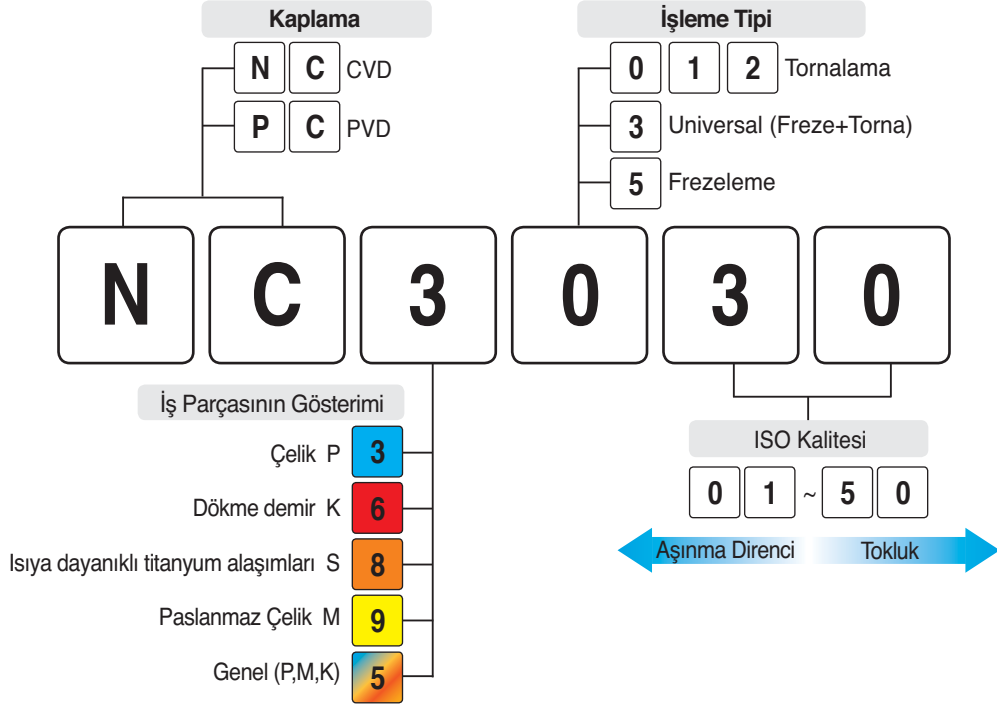 Kaplama
N C CVD
P C PVD
İşleme Tipi
0 1 2 Tornalama
3 Universal (Freze+Torna)
5 Frezeleme
N C 3 0 3 0
İş Parçasının Gösterimi
Çelik P 3
Dökme demir K 6
Isıya dayanıklı titanyum alaşımları S 8
Paslanmaz Çelik M 9
Genel (P,M,K) 5
ISO Kalitesi
0 1 ~ 5 0
Aşınma Direnci Tokluk